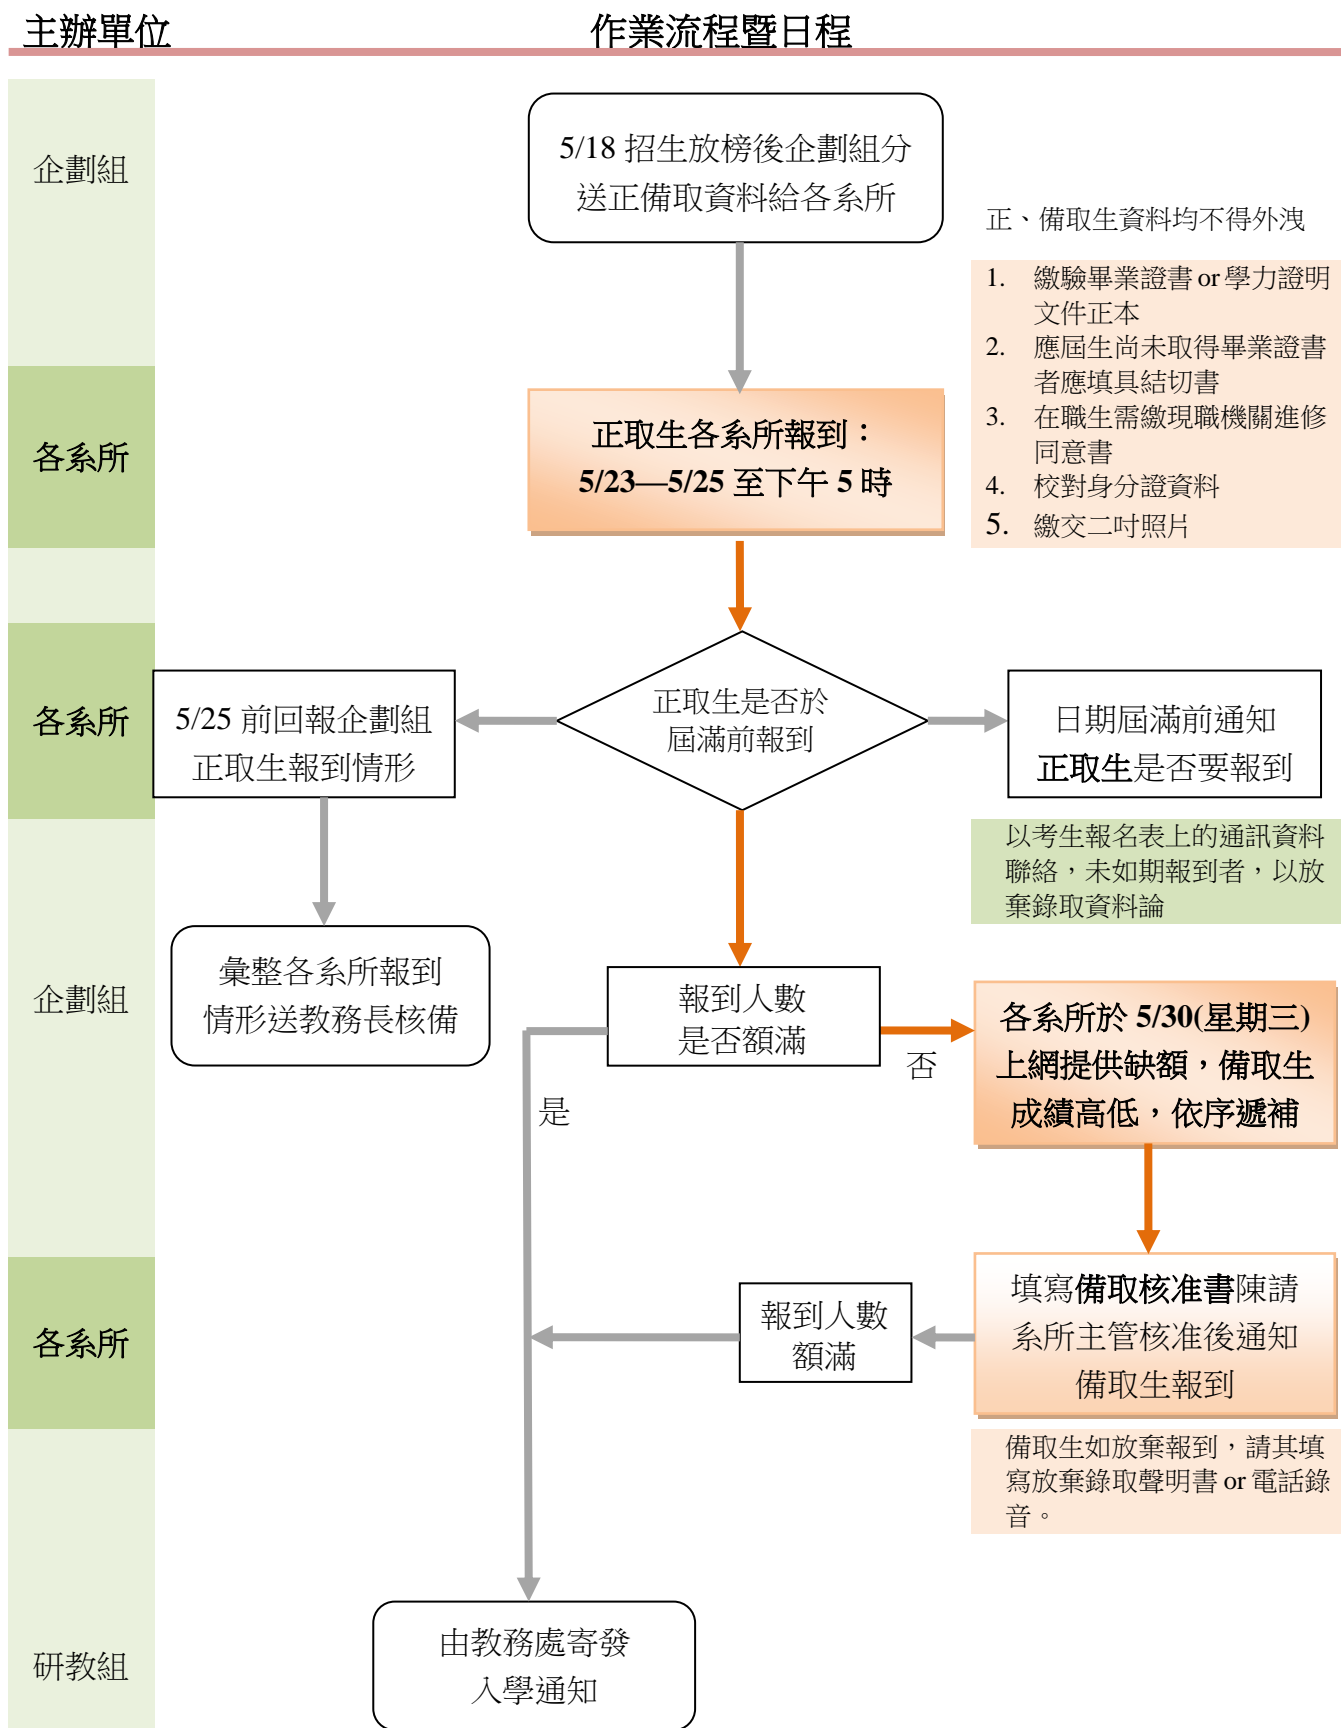 主辦單位
作業流程暨日程
企劃組
5/18 招生放榜後企劃組分
送正備取資料給各系所
正、備取生資料均不得外洩
1. 繳驗畢業證書 or 學力證明
文件正本
2. 應屆生尚未取得畢業證書
者應填具結切書
3. 在職生需繳現職機關進修
同意書
4. 校對身分證資料
5. 繳交二吋照片
各系所
正取生各系所報到：
5/23—5/25 至下午 5 時
各系所
5/25 前回報企劃組
正取生報到情形
正取生是否於
屆滿前報到
日期屆滿前通知
正取生是否要報到
以考生報名表上的通訊資料
聯絡，未如期報到者，以放
棄錄取資料論
企劃組
彙整各系所報到
情形送教務長核備
報到人數
是否額滿
否
是
各系所於 5/30(星期三)
上網提供缺額，備取生
成績高低，依序遞補
各系所
報到人數
額滿
填寫備取核准書陳請
系所主管核准後通知
備取生報到
備取生如放棄報到，請其填
寫放棄錄取聲明書 or 電話錄
音。
研教組
由教務處寄發
入學通知